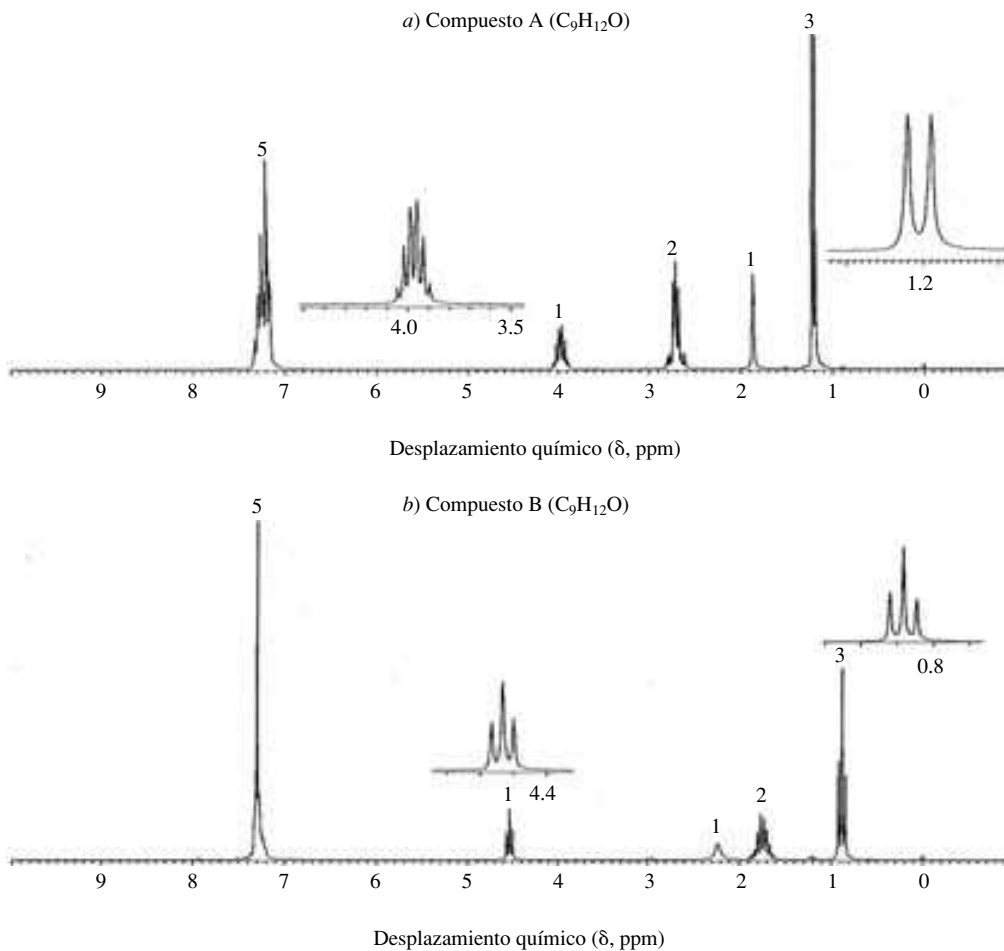 a) Compuesto A (C₉H₁₂O)
3
5
1.2
2
1
4.0 3.5
1
9 8 7 6 5 4 3 2 1 0
Desplazamiento químico (δ, ppm)
b) Compuesto B (C₉H₁₂O)
5
3
0.8
4.4
1
2
1
9 8 7 6 5 4 3 2 1 0
Desplazamiento químico (δ, ppm)